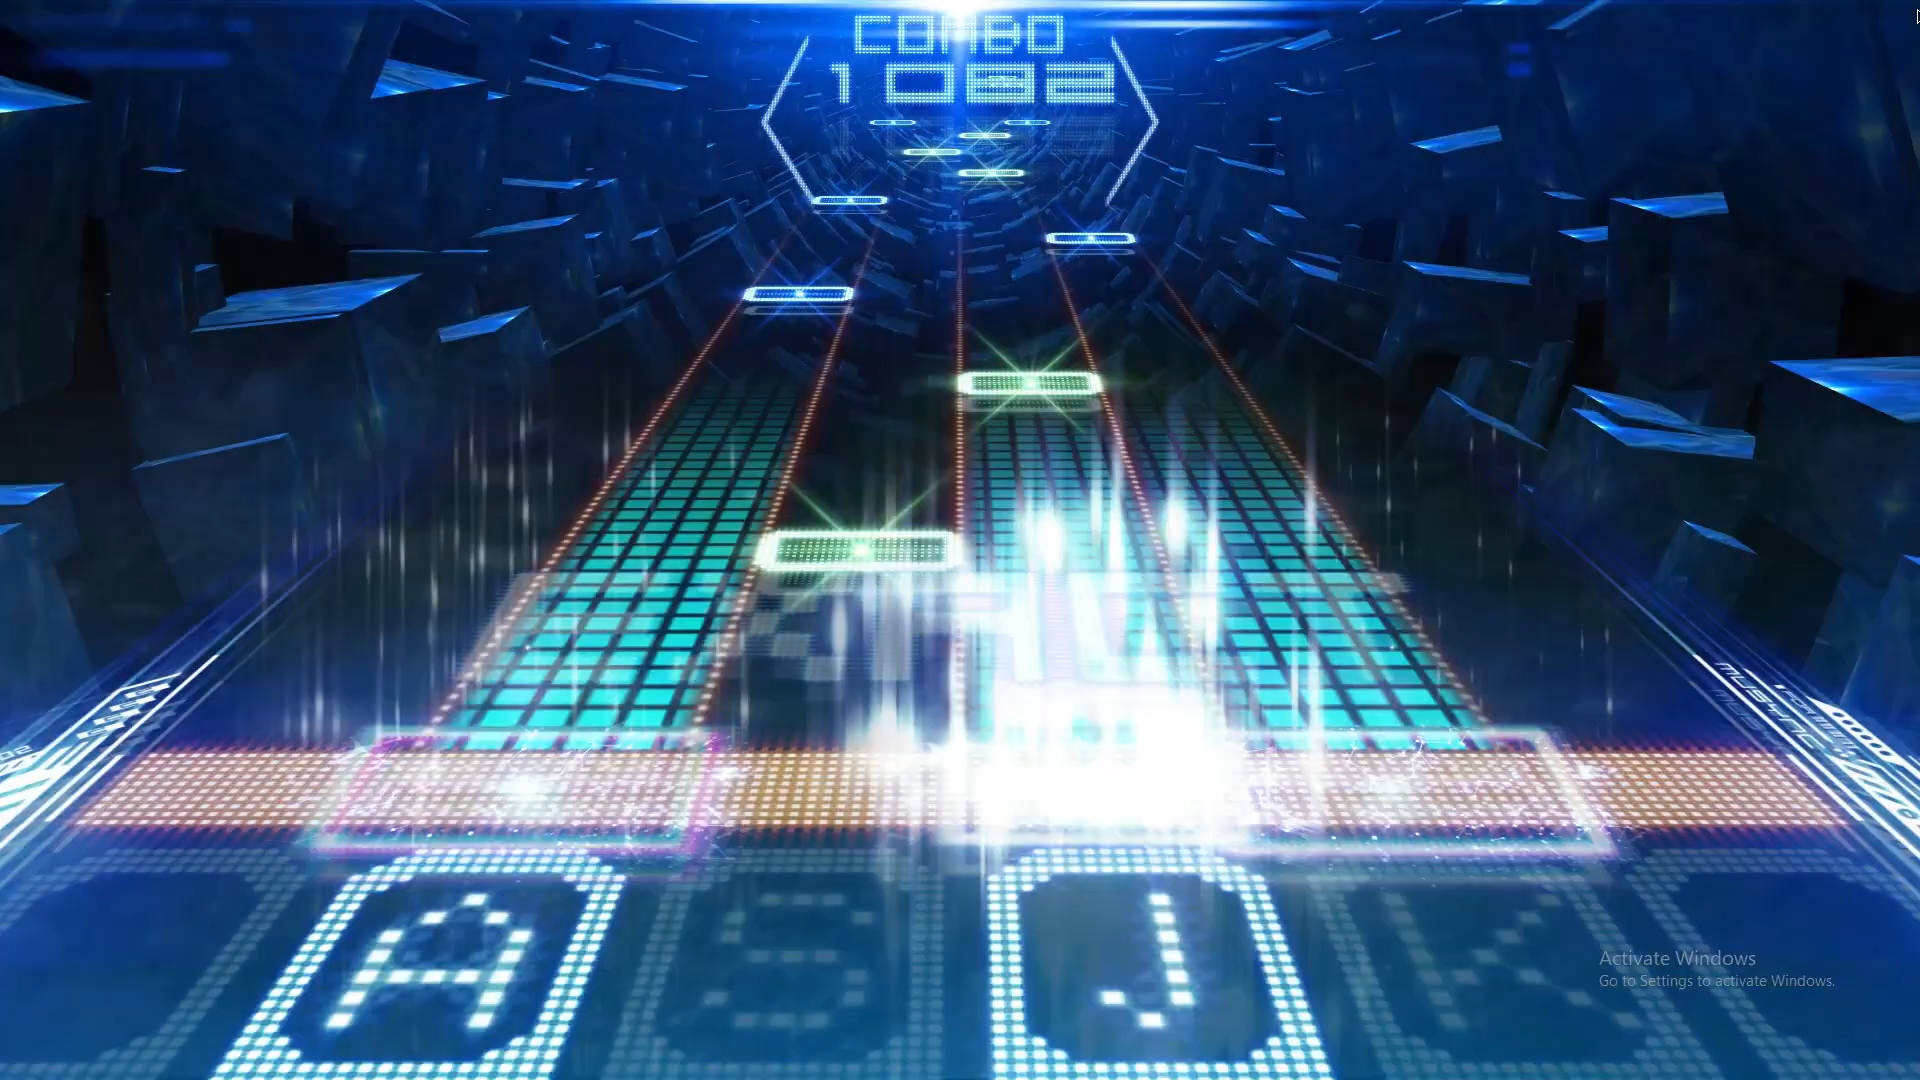 COMBO
1082
A
S
J
K
Activate Windows
Go to Settings to activate Windows.